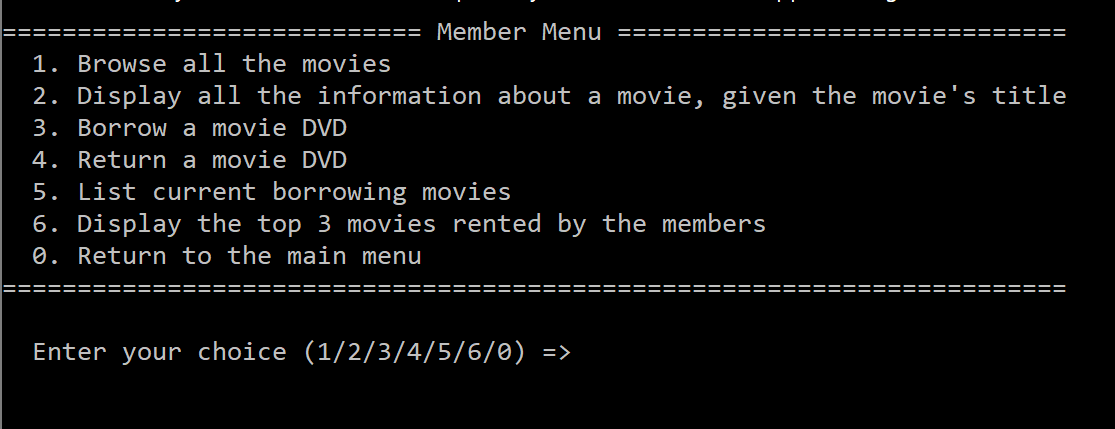 ============================ Member Menu ==============================
1. Browse all the movies
2. Display all the information about a movie, given the movie's title
3. Borrow a movie DVD
4. Return a movie DVD
5. List current borrowing movies
6. Display the top 3 movies rented by the members
0. Return to the main menu
=======================================================================
Enter your choice (1/2/3/4/5/6/0) =>